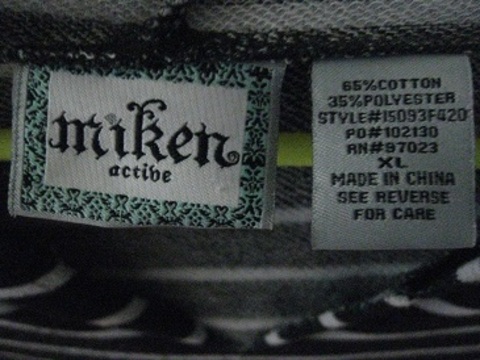 miken®
active
65%COTTON
35%POLYESTER
STYLE#15093F420
PO#102130
RN#97023
XL
MADE IN CHINA
SEE REVERSE
FOR CARE